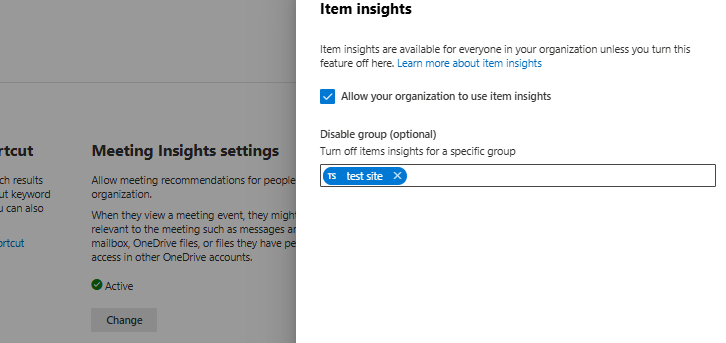 Item insights
Item insights are available for everyone in your organization unless you turn this
feature off here. Learn more about item insights
Allow your organization to use item insights
Disable group (optional)
Turn off items insights for a specific group
TS test site
rtcut
ch results
ut keyword
u can also
ortcut
Meeting Insights settings
Allow meeting recommendations for people
organization.
When they view a meeting event, they might
relevant to the meeting such as messages
mailbox, OneDrive files, or files they have
access in other OneDrive accounts.
Active
Change